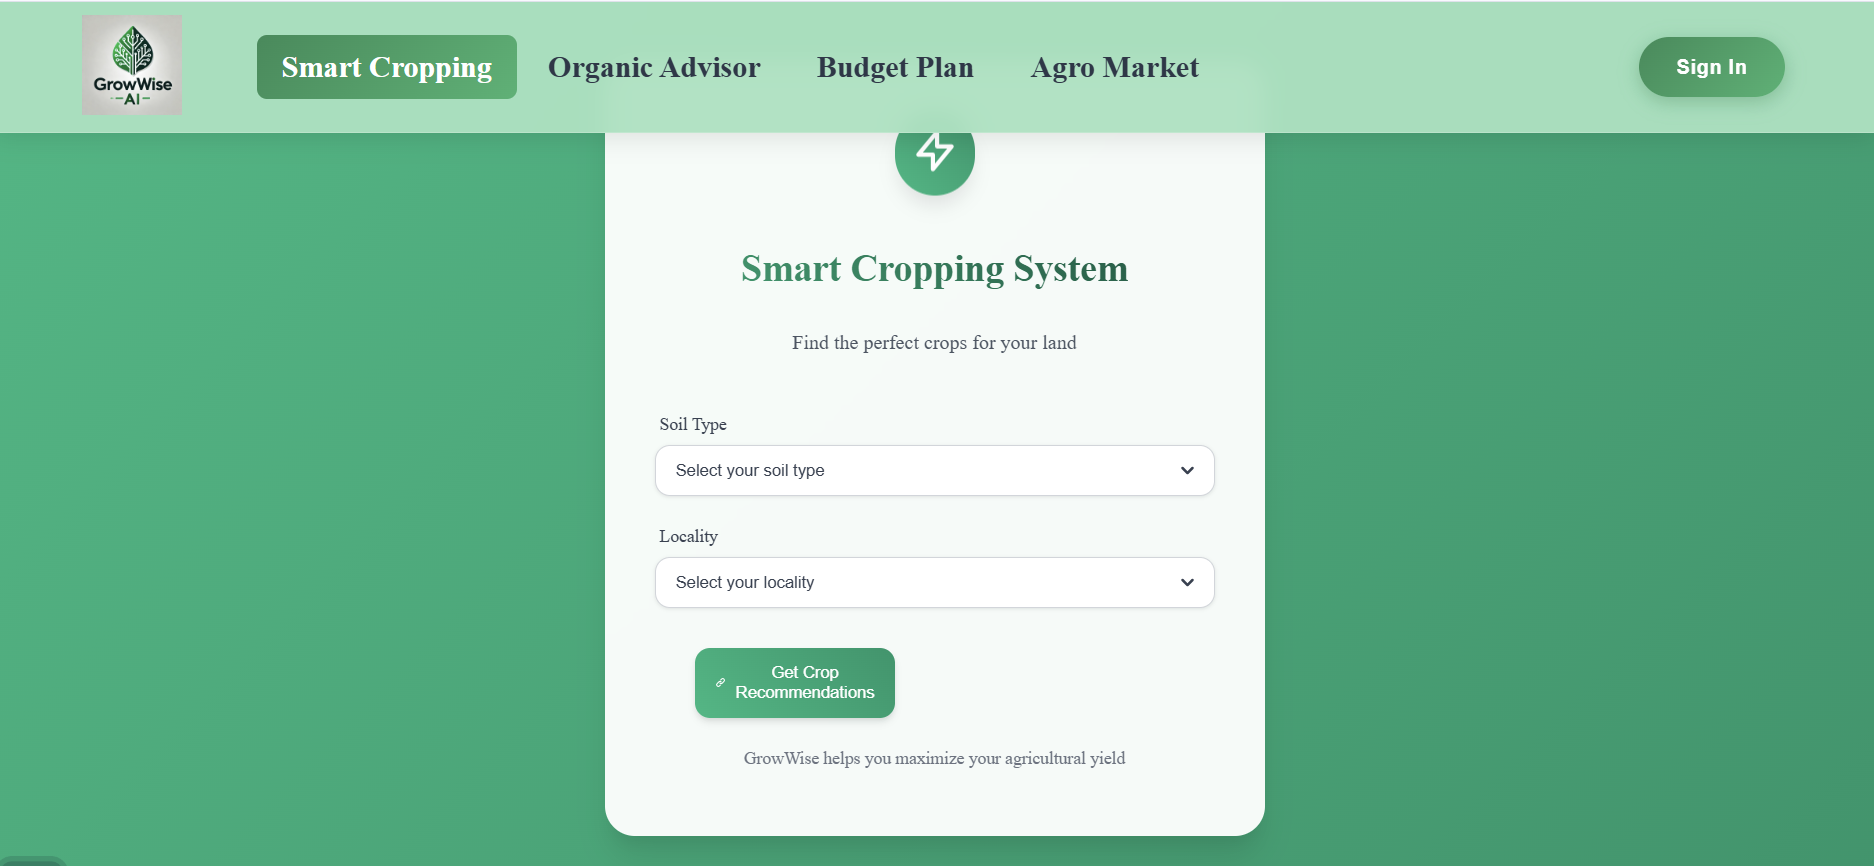 GrowWise
AI
Smart Cropping
Organic Advisor
Budget Plan
Agro Market
Sign In
Smart Cropping System
Find the perfect crops for your land
Soil Type
Select your soil type
Locality
Select your locality
Get Crop
Recommendations
GrowWise helps you maximize your agricultural yield